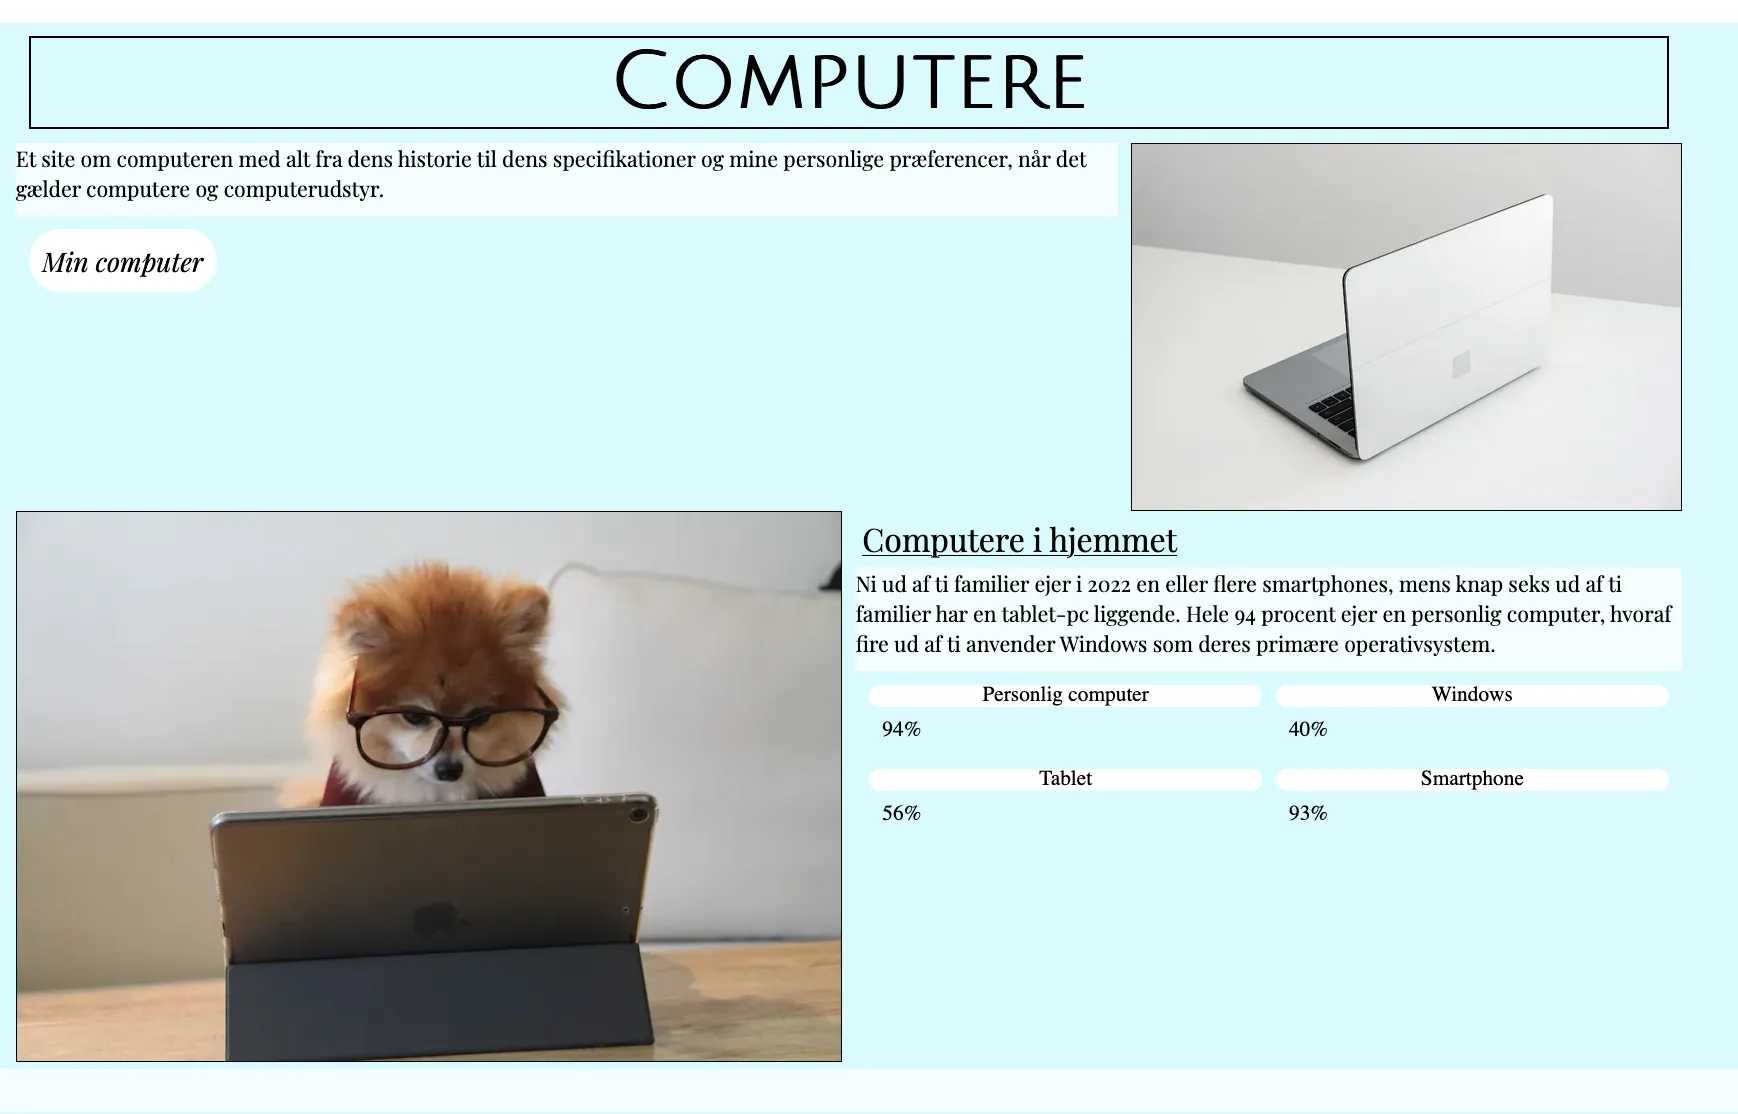 Computere
Et site om computeren med alt fra dens historie til dens specifikationer og mine personlige præferencer, når det
gælder computere og computerudstyr.
Min computer
Computere i hjemmet
Ni ud af ti familier ejer i 2022 en eller flere smartphones, mens knap seks ud af ti
familier har en tablet-pc liggende. Hele 94 procent ejer en personlig computer, hvoraf
fire ud af ti anvender Windows som deres primære operativsystem.
Personlig computer
Windows
94%
40%
Tablet
Smartphone
56%
93%